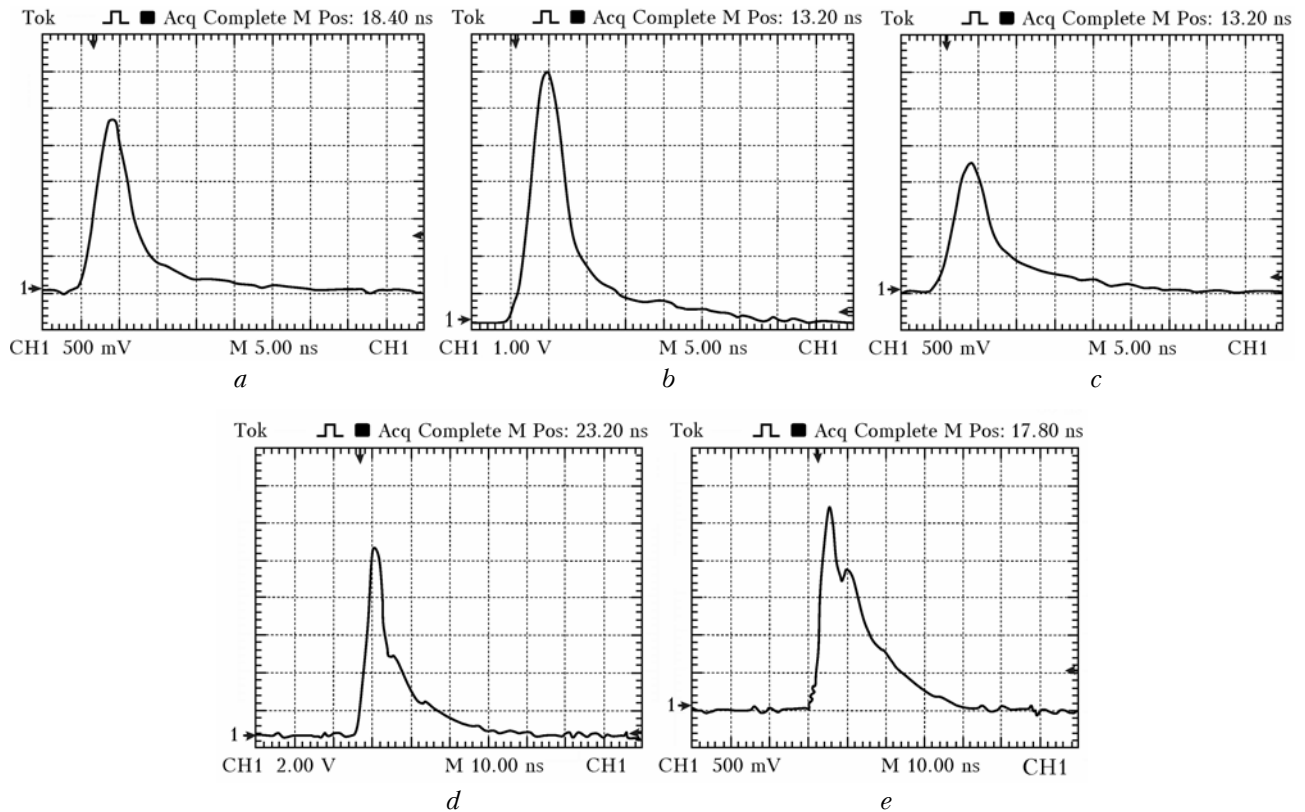 Tok Acq Complete M Pos: 18.40 ns
1
CH1 500 mV M 5.00 ns CH1
a
Tok Acq Complete M Pos: 13.20 ns
1
CH1 1.00 V M 5.00 ns CH1
b
Tok Acq Complete M Pos: 13.20 ns
1
CH1 500 mV M 5.00 ns CH1
c
Tok Acq Complete M Pos: 23.20 ns
1
CH1 2.00 V M 10.00 ns CH1
d
Tok Acq Complete M Pos: 17.80 ns
1
CH1 500 mV M 10.00 ns CH1
e